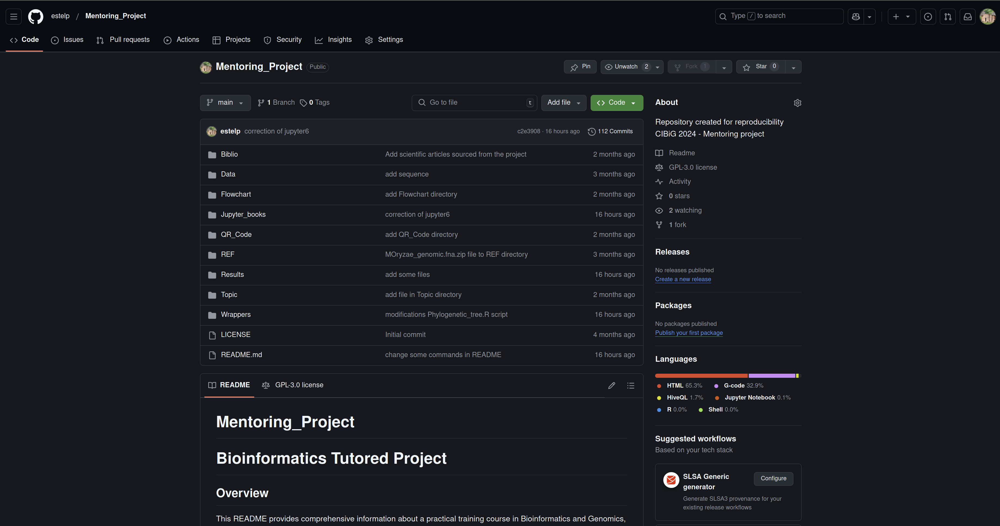 estelp / Mentoring_Project
Type / to search
Code Issues Pull requests Actions Projects Security Insights Settings
Mentoring_Project Public
Pin Unwatch 2 Fork 1 Star 0
main 1 Branch 0 Tags
Go to file t Add file Code
estelp correction of jupyter6 c2e3908 · 16 hours ago 112 Commits
Biblio Add scientific articles sourced from the project 2 months ago
Data add sequence 3 months ago
Flowchart add Flowchart directory 2 months ago
Jupyter_books correction of jupyter6 16 hours ago
QR_Code add QR_Code directory 2 months ago
REF MOryzae_genomic.fna.zip file to REF directory 3 months ago
Results add some files 16 hours ago
Topic add file in Topic directory 2 months ago
Wrappers modifications Phylogenetic_tree.R script 16 hours ago
LICENSE Initial commit 4 months ago
README.md change some commands in README 16 hours ago
README GPL-3.0 license
Mentoring_Project
Bioinformatics Tutored Project
Overview
This README provides comprehensive information about a practical training course in Bioinformatics and Genomics,
About
Repository created for reproducibility
CIBiG 2024 - Mentoring project
Readme
GPL-3.0 license
Activity
0 stars
2 watching
1 fork
Releases
No releases published
Create a new release
Packages
No packages published
Publish your first package
Languages
HTML 65.3% G-code 32.9%
HiveQL 1.7% Jupyter Notebook 0.1%
R 0.0% Shell 0.0%
Suggested workflows
Based on your tech stack
SLSA Generic
generator
Configure
Generate SLSA3 provenance for your
existing release workflows